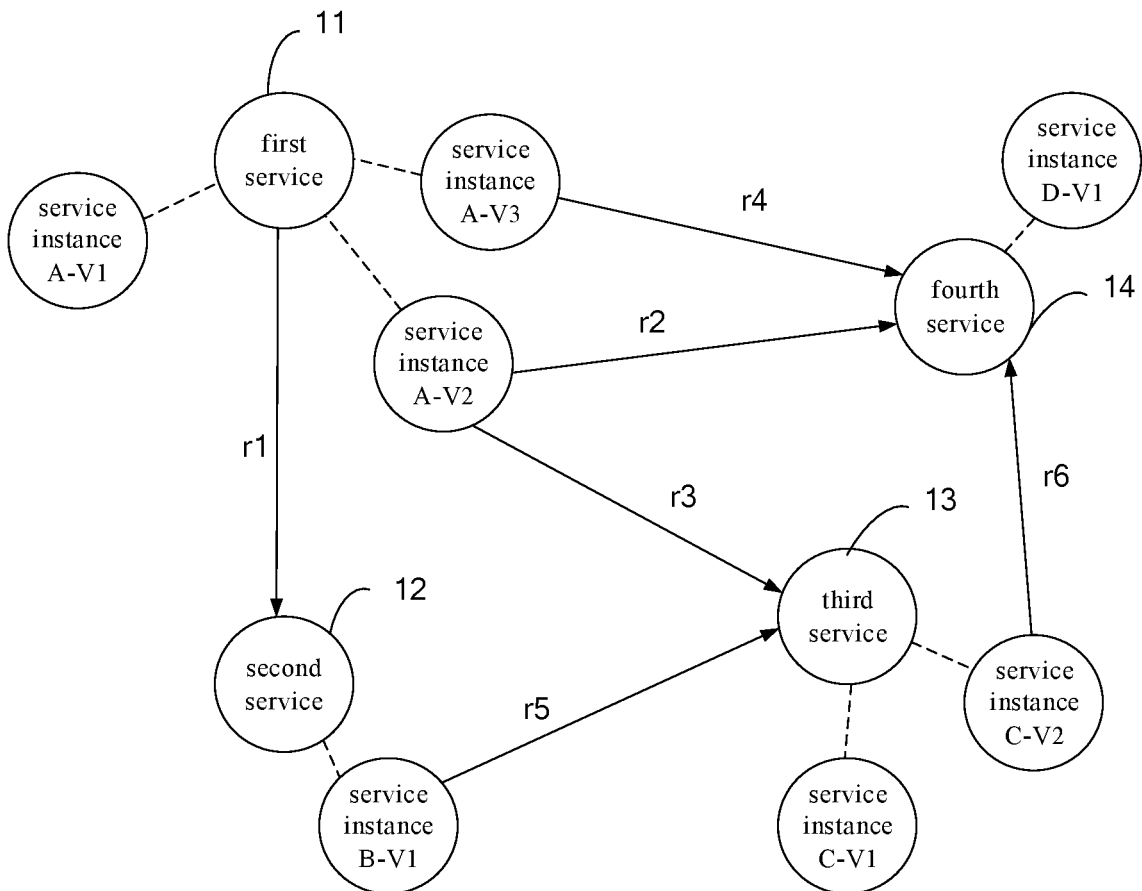 11
first
service
service
instance
A-V3
service
instance
D-V1
service
instance
A-V1
r4
14
fourth
service
r2
service
instance
A-V2
r1
r3
r6
13
12
third
service
second
service
service
instance
C-V2
r5
service
instance
B-V1
service
instance
C-V1